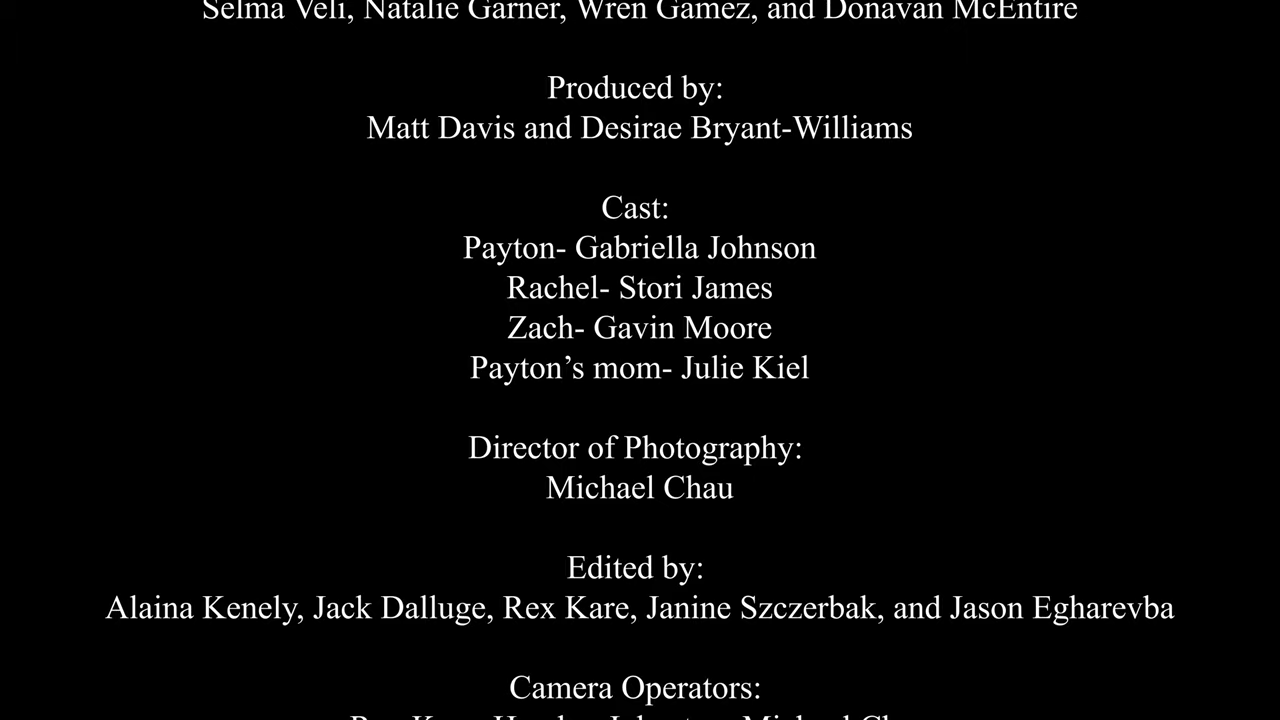 Selma Veli, Natalie Garner, Wren Gamez, and Donavan McEntire
Produced by:
Matt Davis and Desirae Bryant-Williams
Cast:
Payton- Gabriella Johnson
Rachel- Stori James
Zach- Gavin Moore
Payton’s mom- Julie Kiel
Director of Photography:
Michael Chau
Edited by:
Alaina Kenely, Jack Dalluge, Rex Kare, Janine Szczerbak, and Jason Egharevba
Camera Operators: